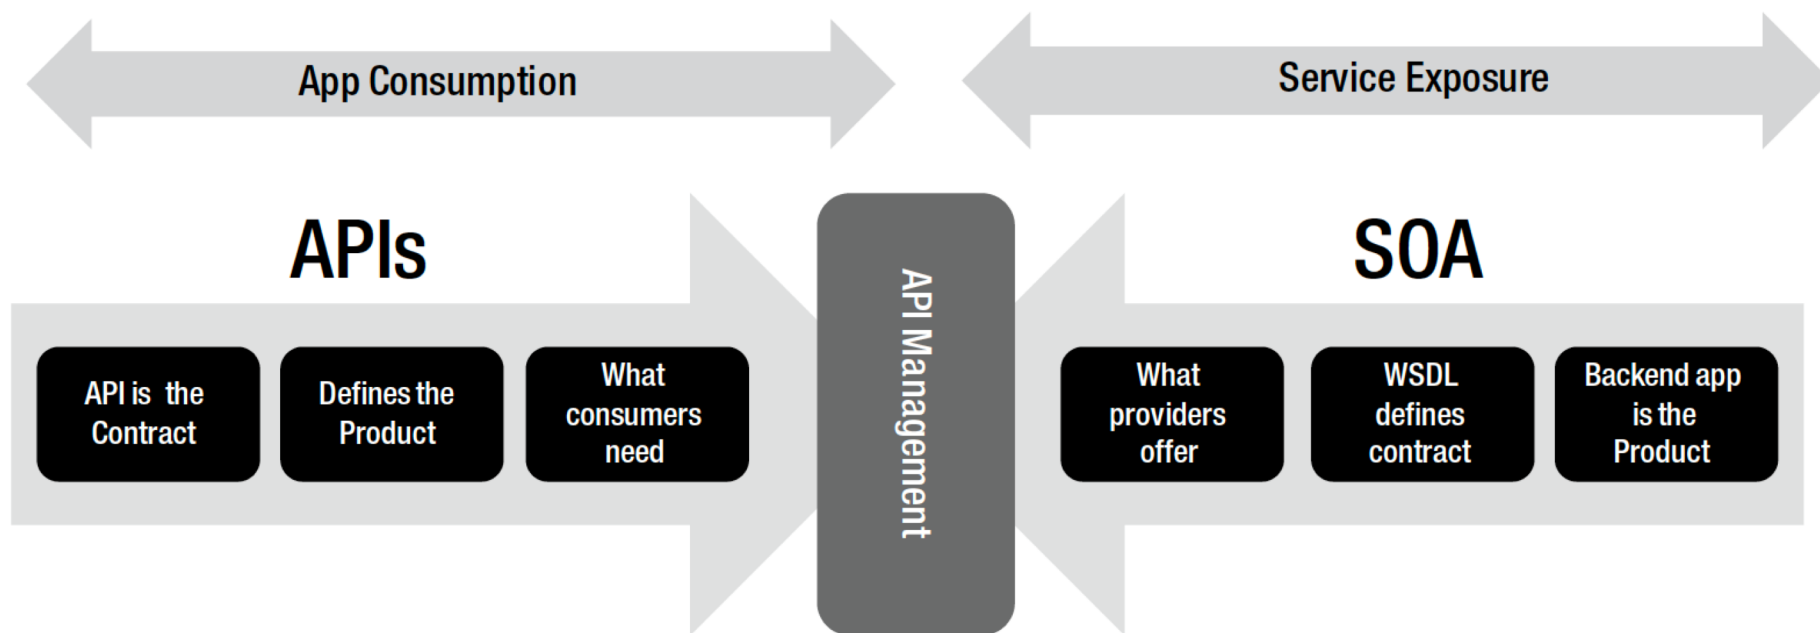 App Consumption
Service Exposure
APIs
SOA
API is the
Contract
Defines the
Product
What
consumers
need
API Management
What
providers
offer
WSDL
defines
contract
Backend app
is the
Product